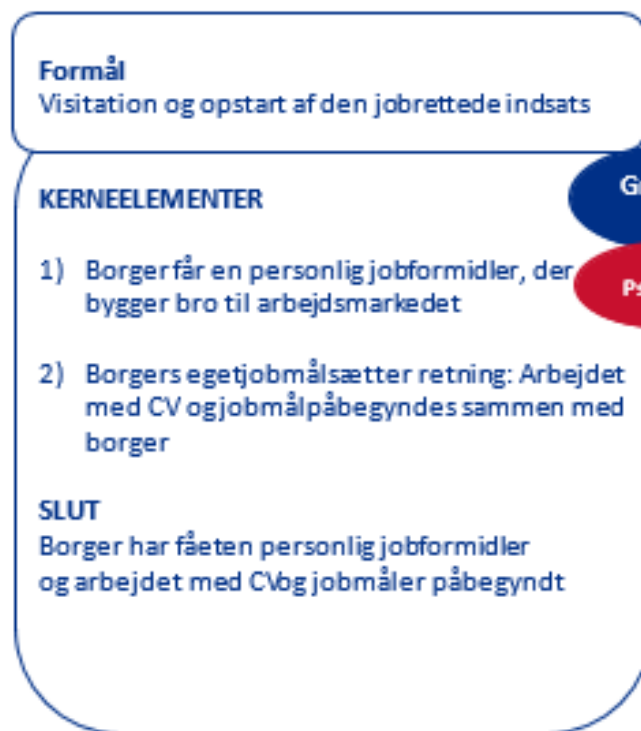 Formål
Visitation og opstart af den jobrettede indsats
KERNEELEMENTER
1) Borger får en personlig jobformidler, der
bygger bro til arbejdsmarkedet
2) Borgers egetjobmålsætter retning: Arbejdet
med CV ogjobmålpåbegyndes sammen med
borger
SLUT
Borger har fåeten personlig jobformidler
og arbejdet med CVog jobmåler påbegyndt